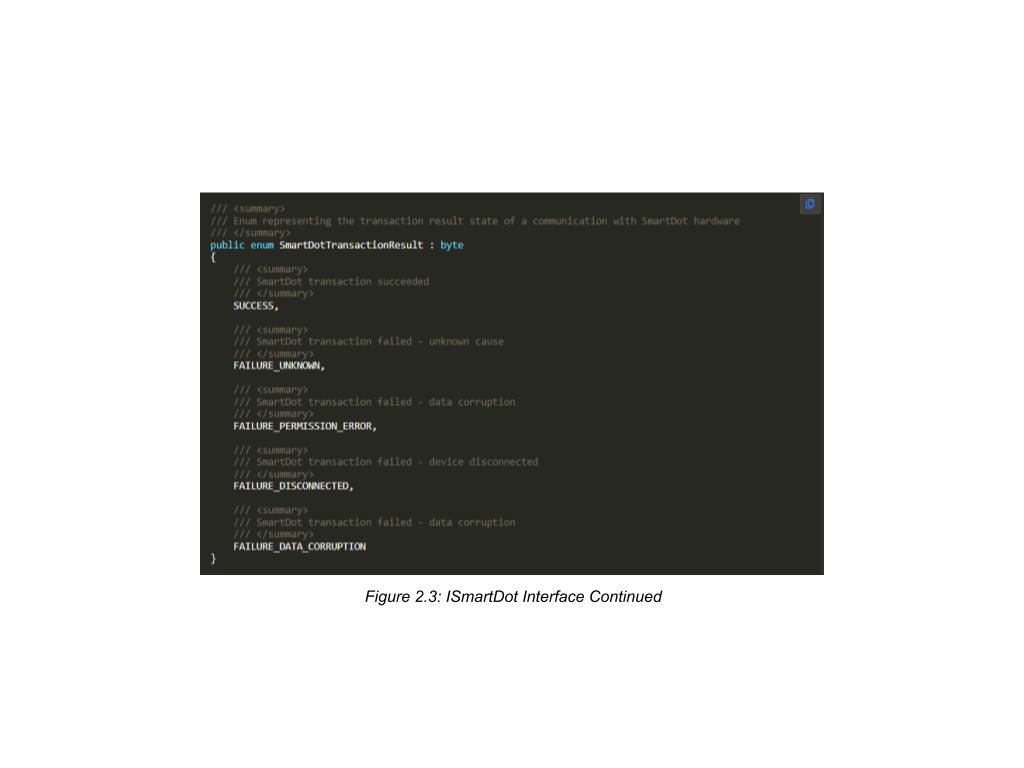 /// <summary>
/// Enum representing the transaction result state of a communication with SmartDot hardware
/// </summary>
public enum SmartDotTransactionResult : byte
{
/// <summary>
/// SmartDot transaction succeeded
/// </summary>
SUCCESS,
/// <summary>
/// SmartDot transaction failed - unknown cause
/// </summary>
FAILURE_UNKNOWN,
/// <summary>
/// SmartDot transaction failed - data corruption
/// </summary>
FAILURE_PERMISSION_ERROR,
/// <summary>
/// SmartDot transaction failed - device disconnected
/// </summary>
FAILURE_DISCONNECTED,
/// <summary>
/// SmartDot transaction failed - data corruption
/// </summary>
FAILURE_DATA_CORRUPTION
}
Figure 2.3: ISmartDot Interface Continued